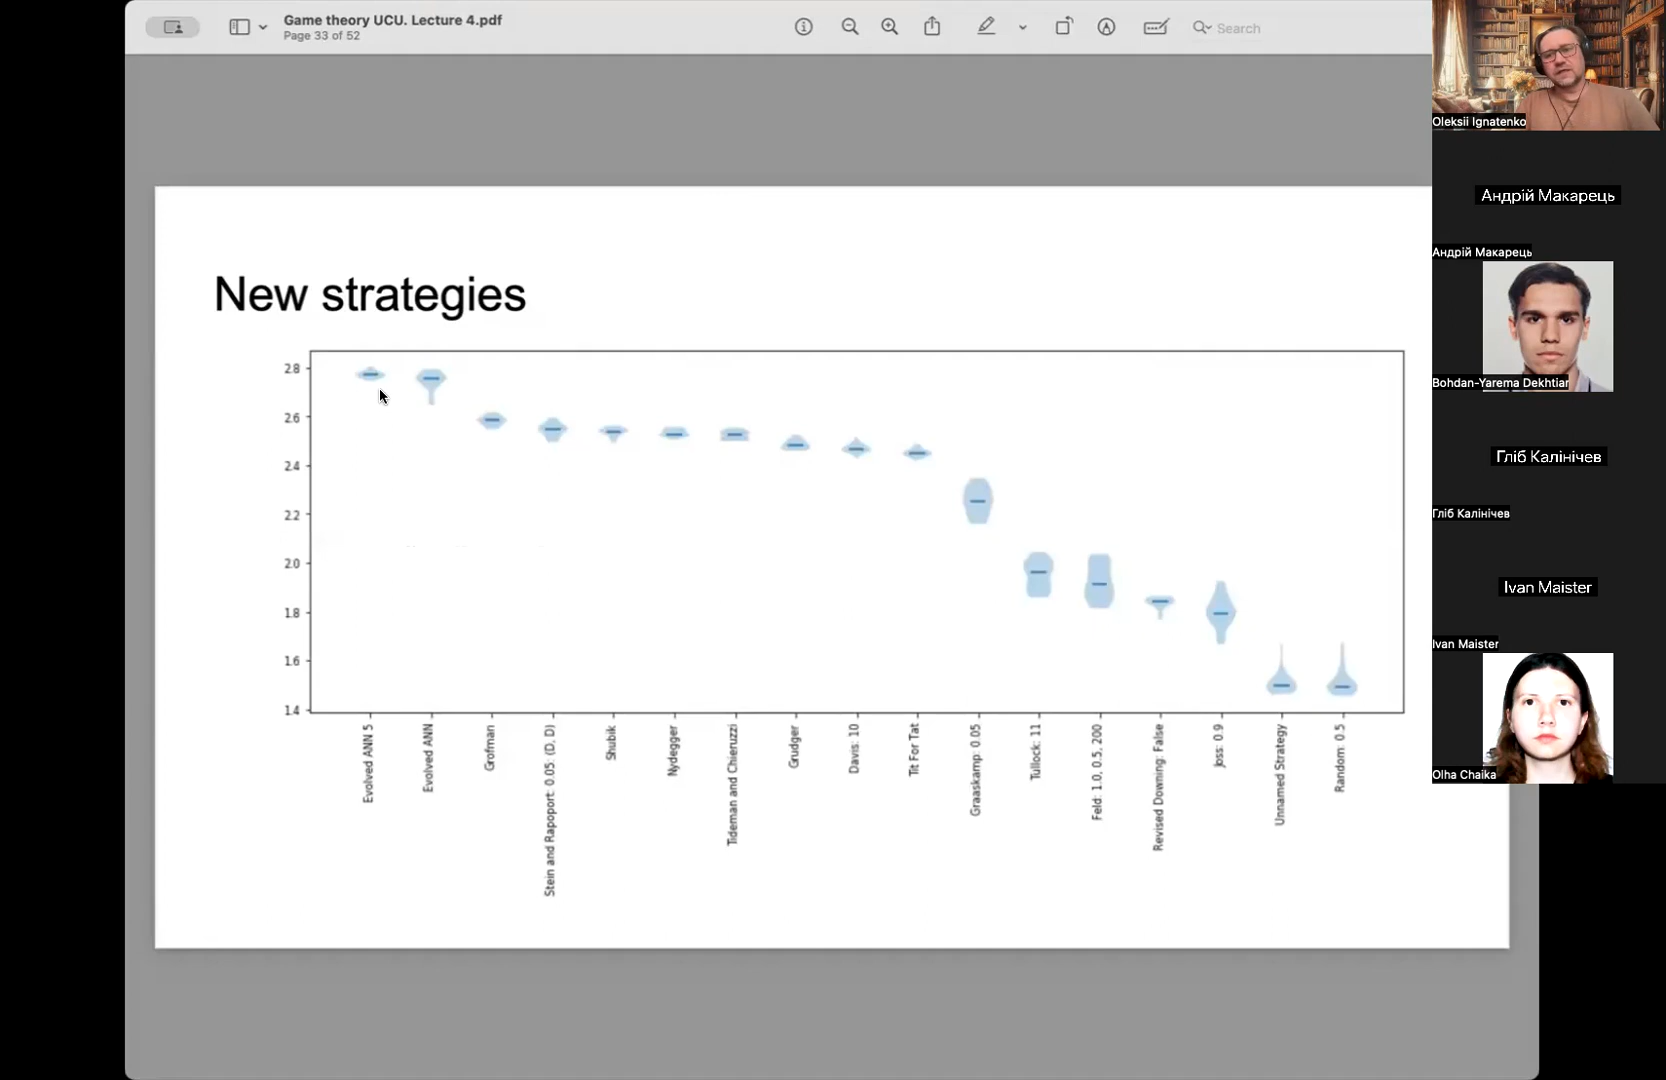 Game theory UCU. Lecture 4.pdf
Page 33 of 52
Search
New strategies
2.8
2.6
2.4
2.2
2.0
1.8
1.6
1.4
Evolved ANN 5
Evolved ANN
Grofman
Stein and Rapoport: 0.05: (D, D)
Shubik
Nydegger
Tideman and Chieruzzi
Grudger
Davis: 10
Tit For Tat
Graaskamp: 0.05
Tullock: 11
Feld: 1.0, 0.5, 200
Revised Downing: False
Joss: 0.9
Unnamed Strategy
Random: 0.5
Oleksii Ignatenko
Андрій Макарець
Андрій Макарець
Bohdan-Yarema Dekhtiar
Гліб Калінічев
Гліб Калінічев
Ivan Maister
Ivan Maister
Olha Chaika